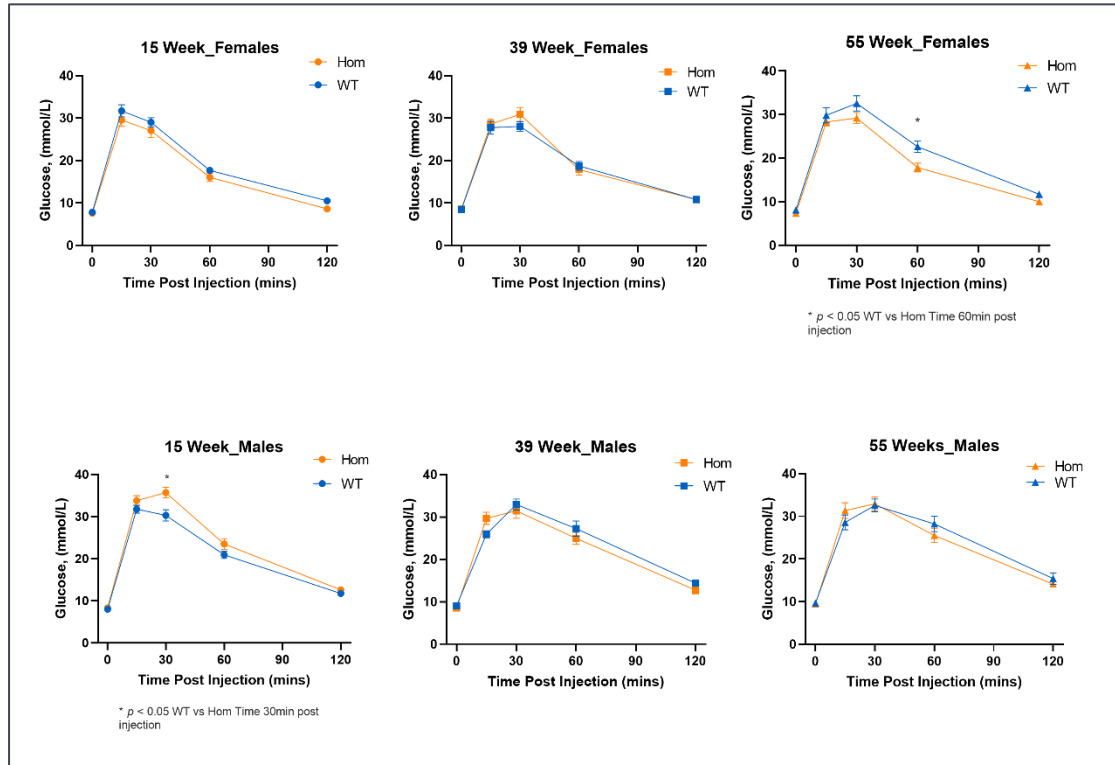 15 Week_Females
Hom
WT
Glucose, (mmol/L)
40
30
20
10
0
0 30 60 90 120
Time Post Injection (mins)
39 Week_Females
Hom
WT
Glucose, (mmol/L)
40
30
20
10
0
0 30 60 90 120
Time Post Injection (mins)
55 Week_Females
Hom
WT
Glucose, (mmol/L)
40
30
20
10
0
*
0 30 60 90 120
Time Post Injection (mins)
* p < 0.05 WT vs Hom Time 60min post
injection
15 Week_Males
Hom
WT
Glucose, (mmol/L)
40
30
20
10
0
*
0 30 60 90 120
Time Post Injection (mins)
* p < 0.05 WT vs Hom Time 30min post
injection
39 Week_Males
Hom
WT
Glucose, (mmol/L)
40
30
20
10
0
0 30 60 90 120
Time Post Injection (mins)
55 Weeks_Males
Hom
WT
Glucose, (mmol/L)
40
30
20
10
0
0 30 60 90 120
Time Post Injection (mins)